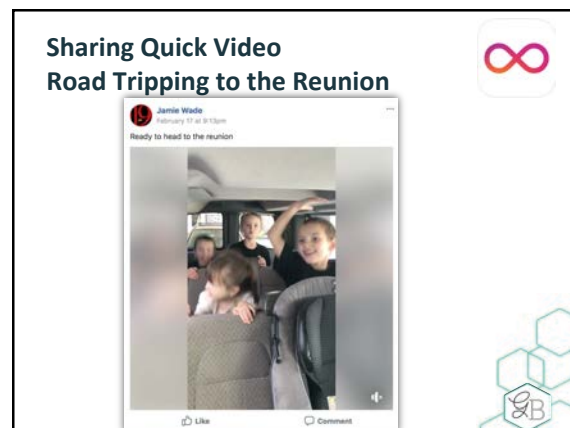 Sharing Quick Video
Road Tripping to the Reunion
Jamie Wade
February 17 at 9:13pm
Ready to head to the reunion
Like
Comment
GB